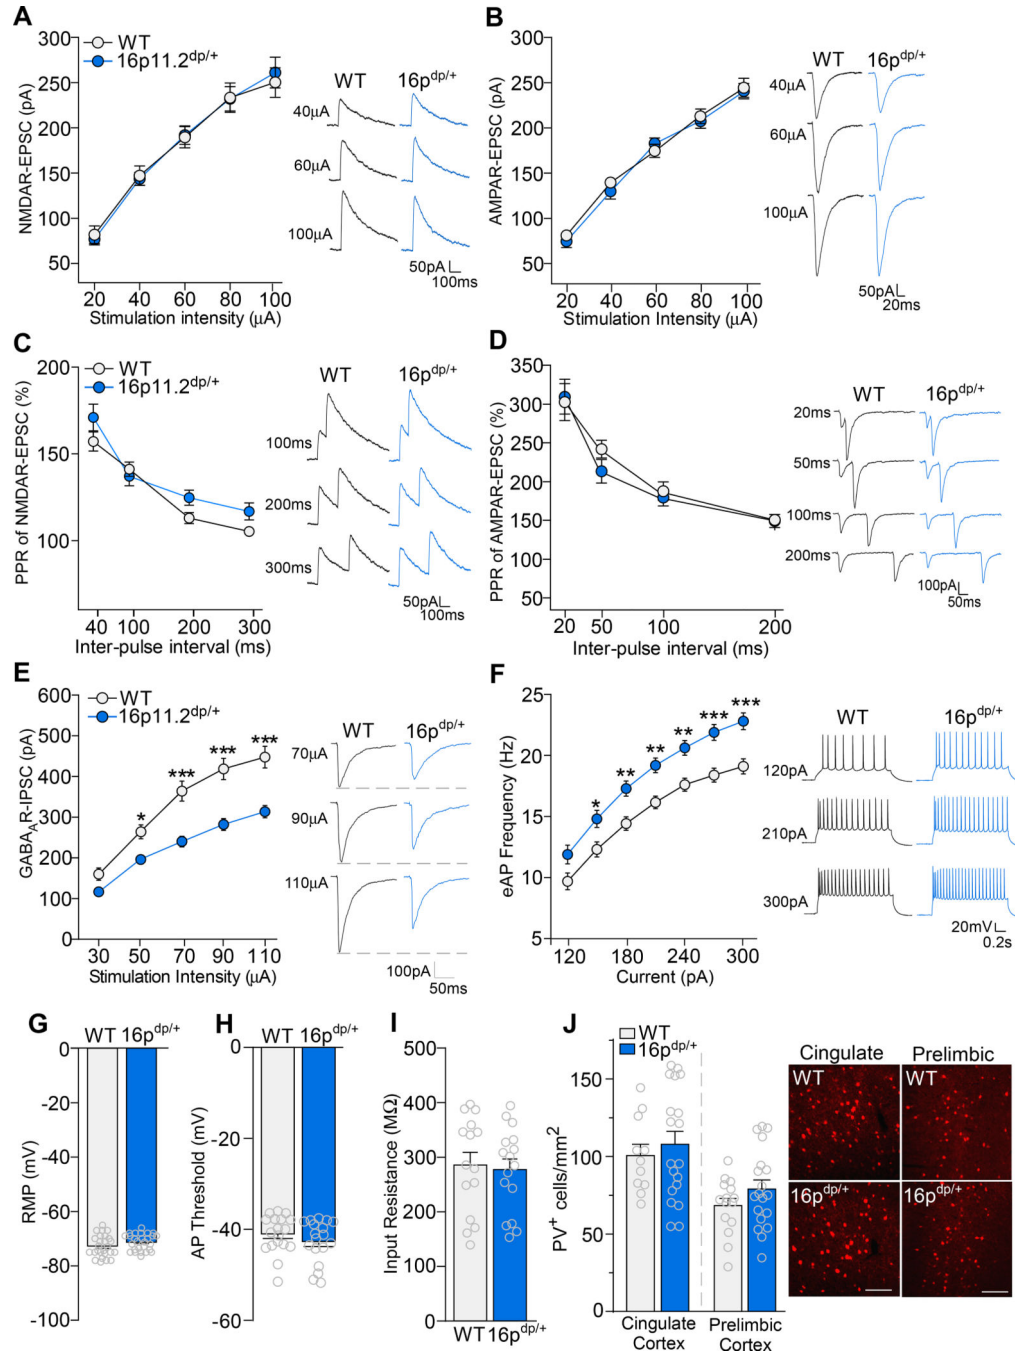 A
WT
16p11.2dp/+
NMDAR-EPSC (pA)
300
250
200
150
100
50
20 40 60 80 100
Stimulation intensity (µA)
WT 16pdp/+
40µA
60µA
100µA
50pA
100ms
B
AMPAR-EPSC (pA)
300
250
200
150
100
50
20 40 60 80 100
Stimulation Intensity (µA)
WT 16pdp/+
40µA
60µA
100µA
50pA
20ms
C
WT
16p11.2dp/+
PPR of NMDAR-EPSC (%)
200
150
100
40 100 200 300
Inter-pulse interval (ms)
WT 16pdp/+
100ms
200ms
300ms
50pA
100ms
D
PPR of AMPAR-EPSC (%)
350
300
250
200
150
100
50
20 50 100 200
Inter-pulse interval (ms)
WT 16pdp/+
20ms
50ms
100ms
200ms
100pA
50ms
E
WT
16p11.2dp/+
GABAAR-IPSC (pA)
600
500
400
300
200
100
0
* *** *** ***
30 50 70 90 110
Stimulation Intensity (µA)
WT 16pdp/+
70µA
90µA
110µA
100pA
50ms
F
eAP Frequency (Hz)
25
20
15
10
5
* ** ** ** *** ***
120 180 240 300
Current (pA)
WT 16pdp/+
120pA
210pA
300pA
20mV
0.2s
G
WT 16pdp/+
RMP (mV)
0
-20
-40
-60
-80
-100
H
WT 16pdp/+
AP Threshold (mV)
0
-20
-40
-60
I
Input Resistance (MΩ)
500
400
300
200
100
0
WT 16pdp/+
J
WT
16pdp/+
PV+ cells/mm2
150
100
50
0
Cingulate Cortex
Prelimbic Cortex
Cingulate Prelimbic
WT WT
16pdp/+ 16pdp/+